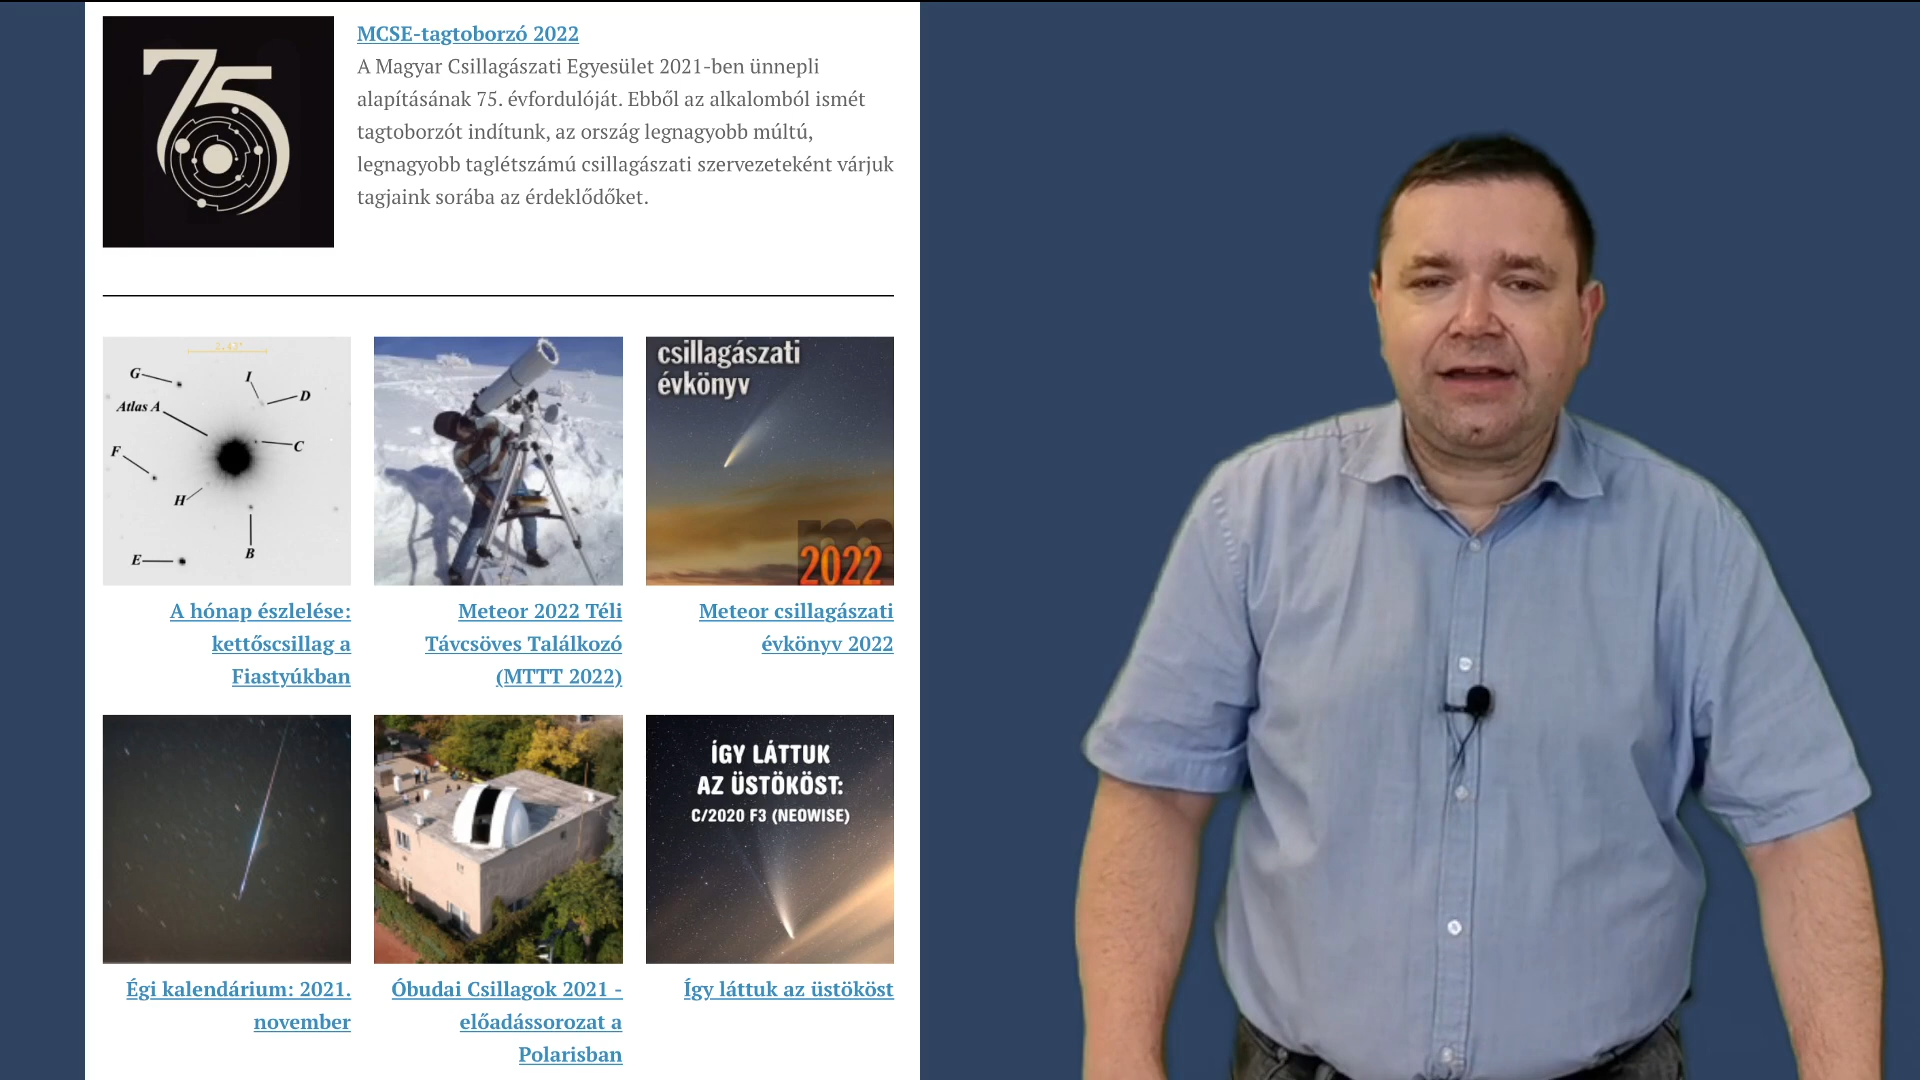 75
MCSE-tagtoborzó 2022
A Magyar Csillagászati Egyesület 2021-ben ünnepli
alapításának 75. évfordulóját. Ebből az alkalomból ismét
tagtoborzót indítunk, az ország legnagyobb múltú,
legnagyobb taglétszámú csillagászati szervezeteként várjuk
tagjaink sorába az érdeklődőket.
G
I
D
Atlas A
C
F
H
B
E
csillagászati
évkönyv
2022
A hónap észlelése:
kettőscsillag a
Fiastyúkban
Meteor 2022 Téli
Távcsöves Találkozó
(MTTT 2022)
Meteor csillagászati
évkönyv 2022
ÍGY LÁTTUK
AZ ÜSTÖKÖST:
C/2020 F3 (NEOWISE)
Égi kalendárium: 2021.
november
Óbudai Csillagok 2021 -
előadássorozat a
Polarisban
Így láttuk az üstököst